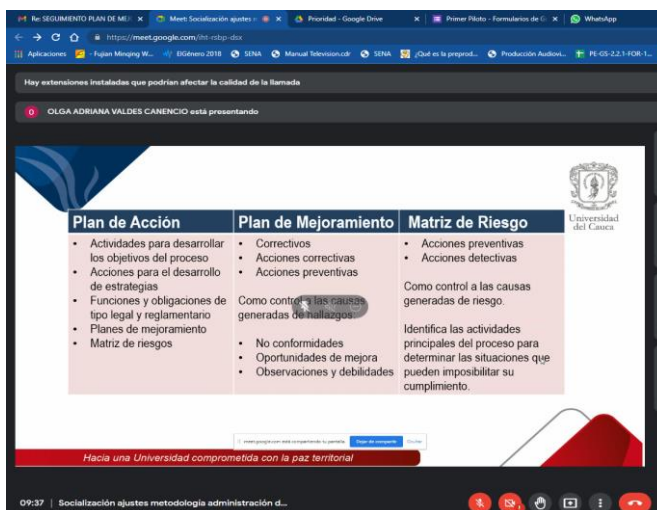 Re: SEGUIMIENTO PLAN DE ME
Meet: Socialización ajustes
Prioridad - Google Drive
Primer Piloto - Formularios de G
WhatsApp
https://meet.google.com/iht-rsbp-dsx
Aplicaciones
- Fujian Minqing W...
ElGénero 2018
SENA
Manual Television.cdr
SENA
¿Qué es la preprod...
Producción Audiovi...
PE-GS-2.2.1-FOR-1...
Hay extensiones instaladas que podrían afectar la calidad de la llamada
O OLGA ADRIANA VALDES CANENCIO está presentando
Universidad
del Cauca
Plan de Acción
• Actividades para desarrollar
los objetivos del proceso
• Acciones para el desarrollo
de estrategias
• Funciones y obligaciones de
tipo legal y reglamentario
• Planes de mejoramiento
• Matriz de riesgos
Plan de Mejoramiento
• Correctivos
• Acciones correctivas
• Acciones preventivas
Como control a las causas
generadas de hallazgos:
• No conformidades
• Oportunidades de mejora
• Observaciones y debilidades
Matriz de Riesgo
• Acciones preventivas
• Acciones detectivas
Como control a las causas
generadas de riesgo.
Identifica las actividades
principales del proceso para
determinar las situaciones que
pueden imposibilitar su
cumplimiento.
meet.google.com está compartiendo tu pantalla.
Dejar de compartir
Ocultar
Hacia una Universidad comprometida con la paz territorial
09:37 | Socialización ajustes metodología administración d...